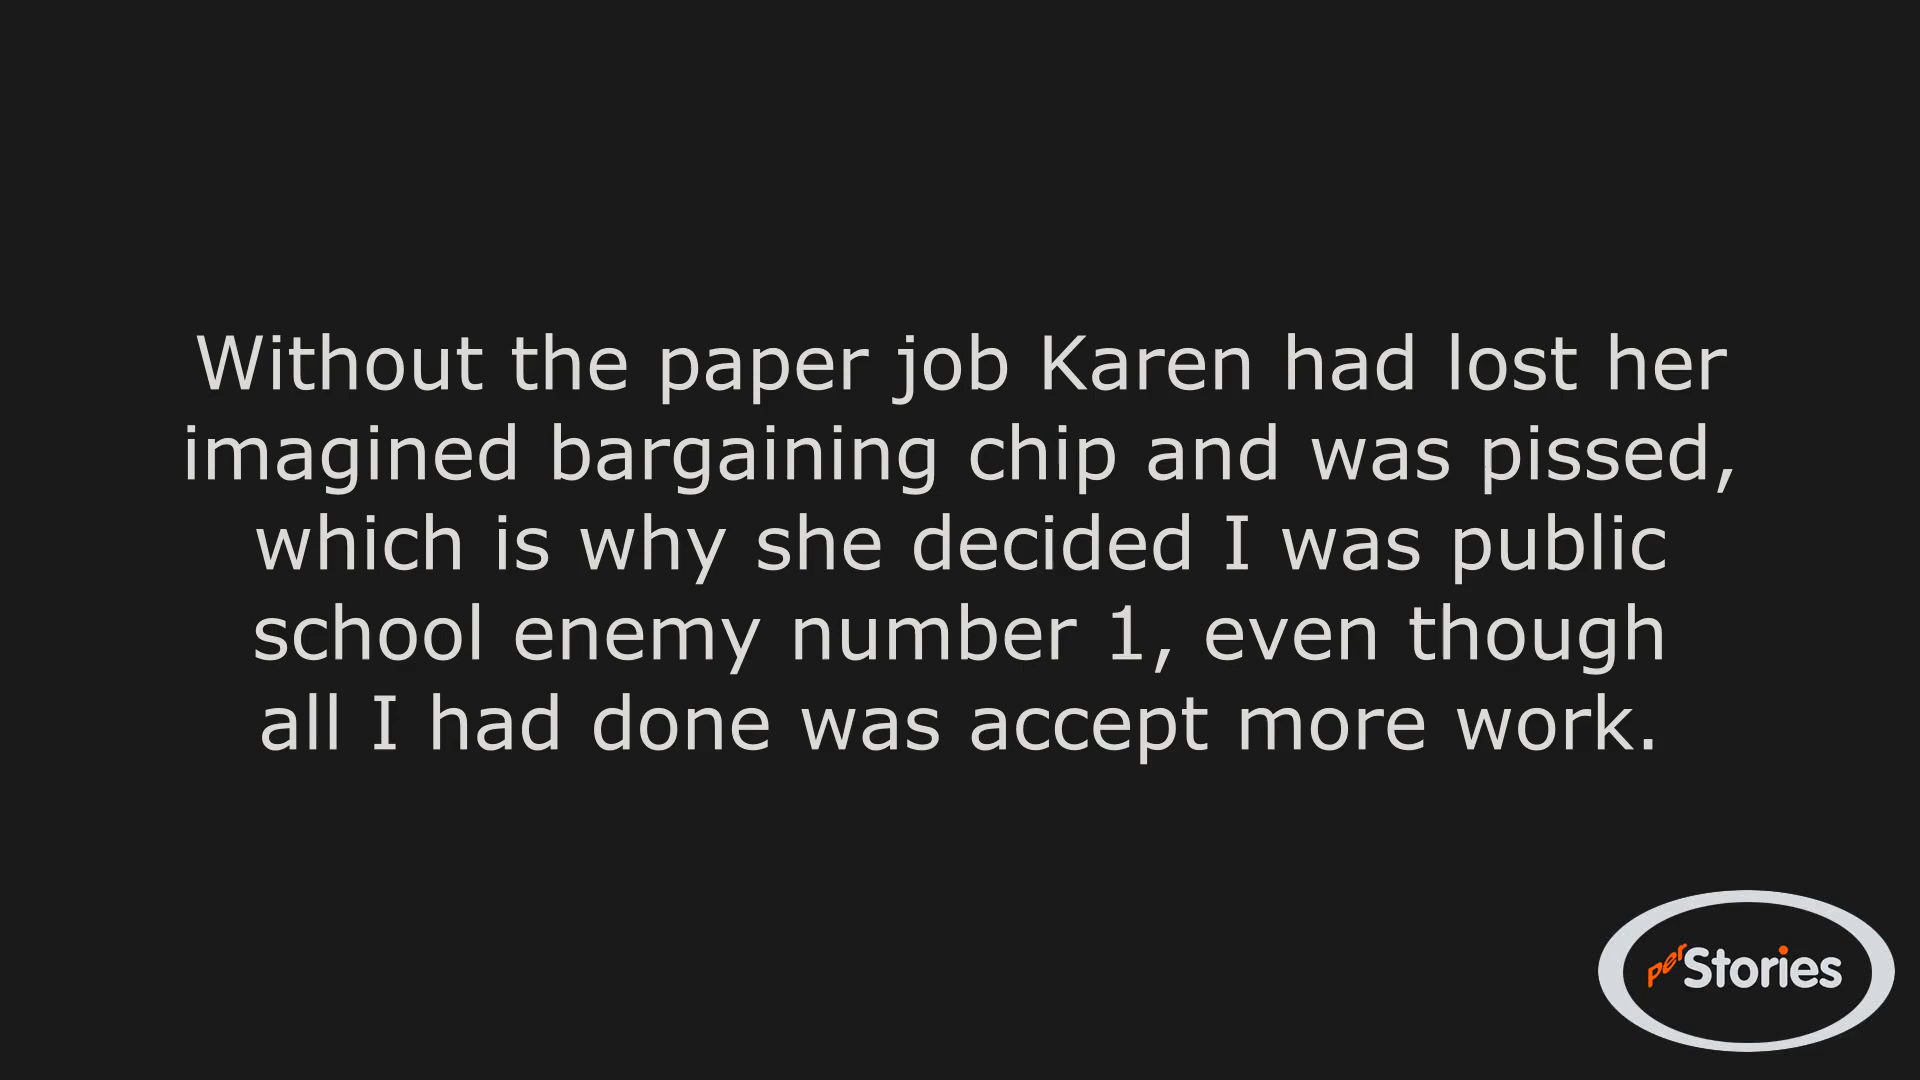 Without the paper job Karen had lost her
imagined bargaining chip and was pissed,
which is why she decided I was public
school enemy number 1, even though
all I had done was accept more work.
perStories